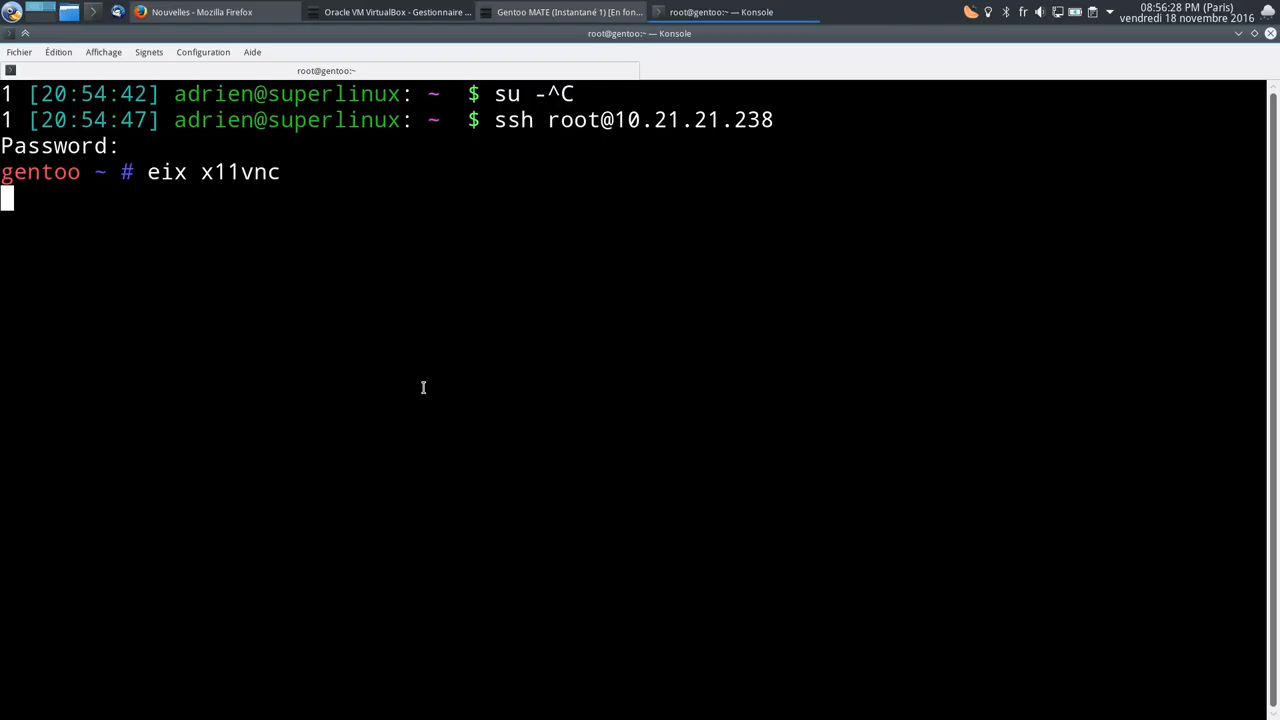 Nouvelles - Mozilla Firefox
Oracle VM VirtualBox - Gestionnaire ...
Gentoo MATE (Instantané 1) [En fon...
root@gentoo:~ — Konsole
fr
08:56:28 PM (Paris)
vendredi 18 novembre 2016
root@gentoo:~ — Konsole
Fichier Édition Affichage Signets Configuration Aide
root@gentoo:~
1 [20:54:42] adrien@superlinux: ~ $ su -^C
1 [20:54:47] adrien@superlinux: ~ $ ssh root@10.21.21.238
Password:
gentoo ~ # eix x11vnc